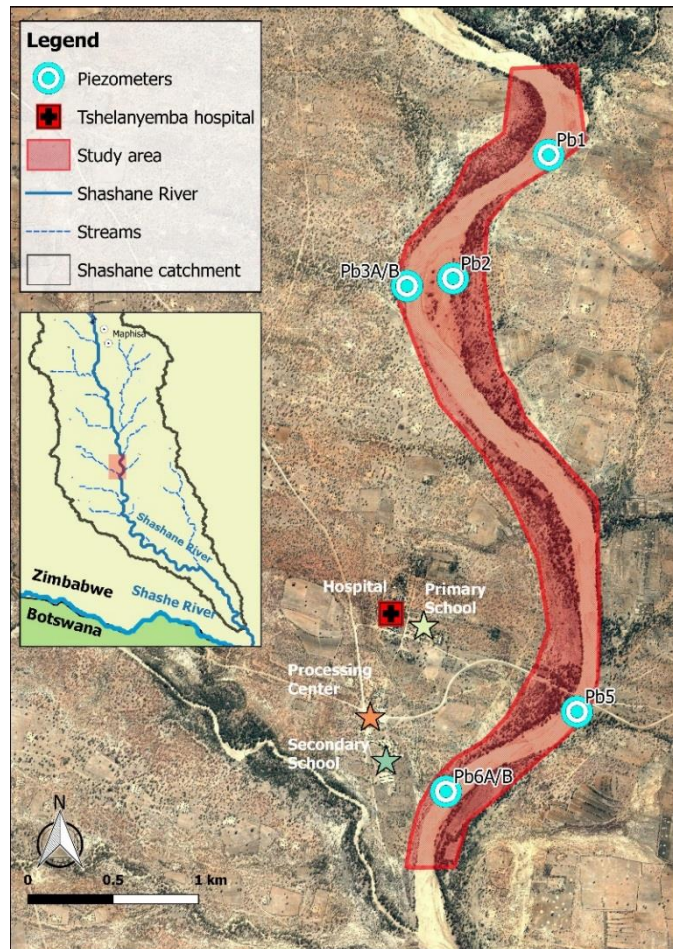 Legend
Piezometers
Tshelanyemba hospital
Study area
Shashane River
Streams
Shashane catchment
Pb1
Pb3A/B
Pb2
Maphisa
Shashane River
Zimbabwe
Shashe River
Botswana
Hospital
Primary
School
Processing
Center
Pb5
Secondary
School
Pb6A/B
N
0 0.5 1 km